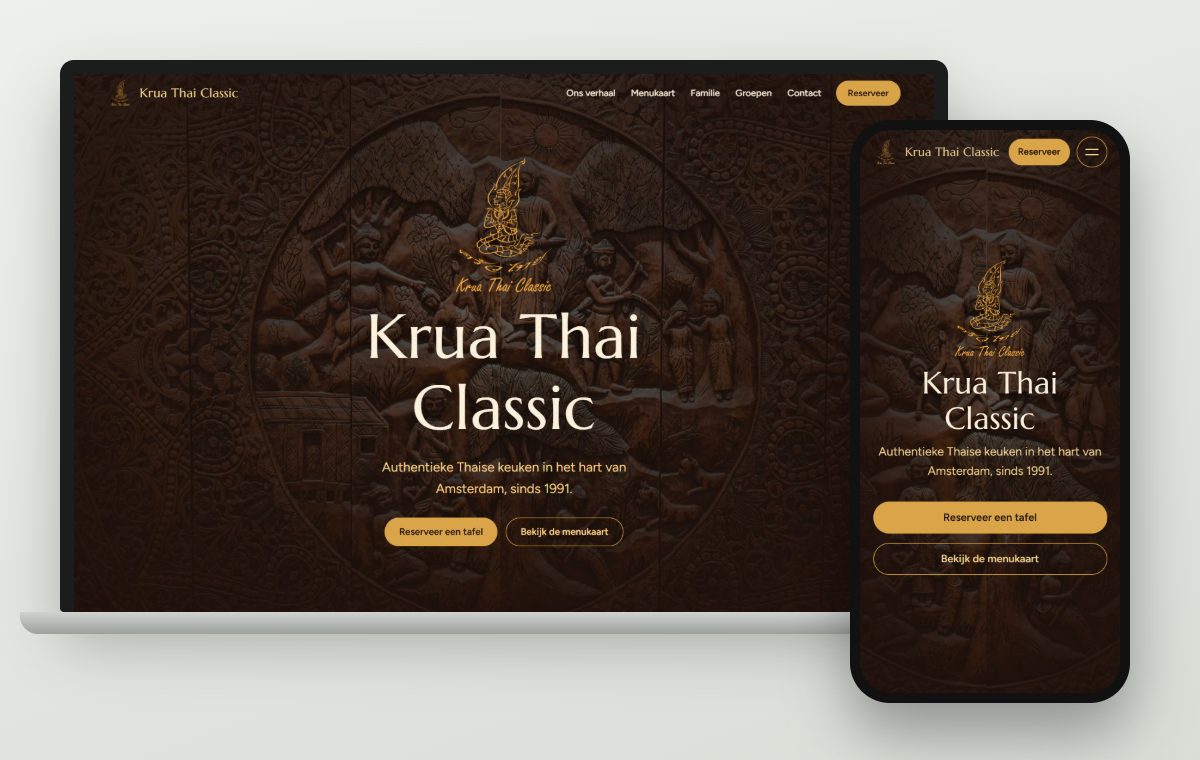 Krua Thai Classic
Ons verhaal Menukaart Familie Groepen Contact Reserveer
Krua Thai Classic
Krua Thai
Classic
Authentieke Thaise keuken in het hart van
Amsterdam, sinds 1991.
Reserveer een tafel Bekijk de menukaart
Krua Thai Classic Reserveer
Krua Thai Classic
Krua Thai
Classic
Authentieke Thaise keuken in het hart van
Amsterdam, sinds 1991.
Reserveer een tafel
Bekijk de menukaart